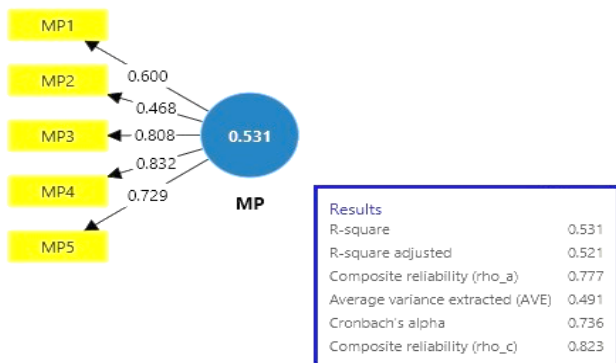 MP1
MP2
MP3
MP4
MP5
0.600
0.468
0.808
0.832
0.729
0.531
MP
Results
R-square 0.531
R-square adjusted 0.521
Composite reliability (rho_a) 0.777
Average variance extracted (AVE) 0.491
Cronbach's alpha 0.736
Composite reliability (rho_c) 0.823